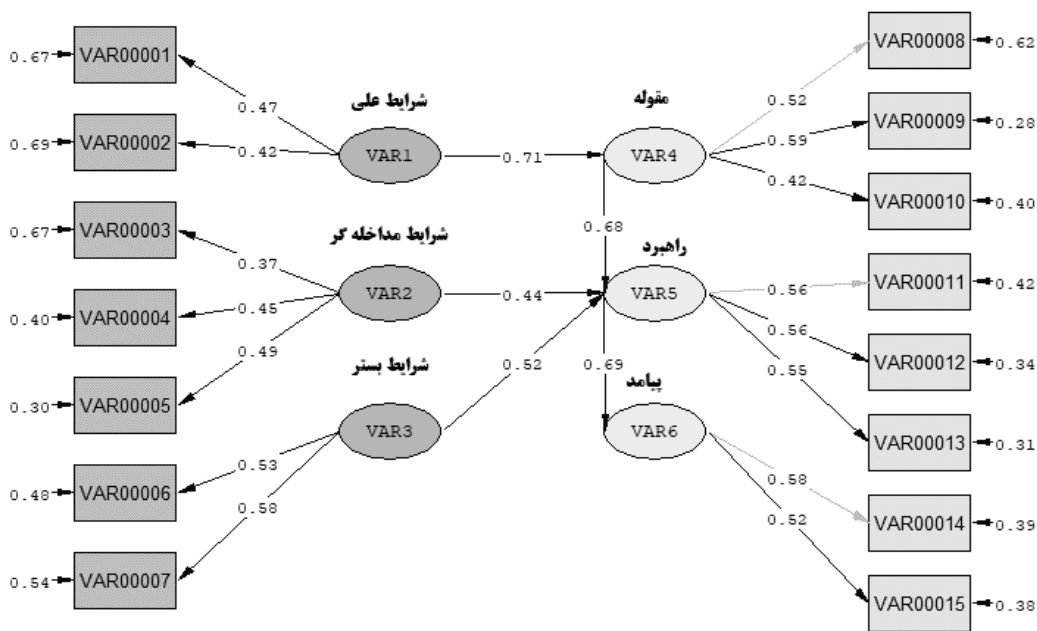 0.67 VAR00001
0.69 VAR00002
0.67 VAR00003
0.40 VAR00004
0.30 VAR00005
0.48 VAR00006
0.54 VAR00007
0.47
0.42
0.37
0.45
0.49
0.53
0.58
شرایط علی
VAR1
شرایط مداخله گر
VAR2
شرایط بستر
VAR3
0.71
0.44
0.52
مقوله
VAR4
0.68
راهبرد
VAR5
0.69
پیامد
VAR6
0.52
0.59
0.42
0.56
0.56
0.55
0.58
0.52
VAR00008 0.62
VAR00009 0.28
VAR00010 0.40
VAR00011 0.42
VAR00012 0.34
VAR00013 0.31
VAR00014 0.39
VAR00015 0.38